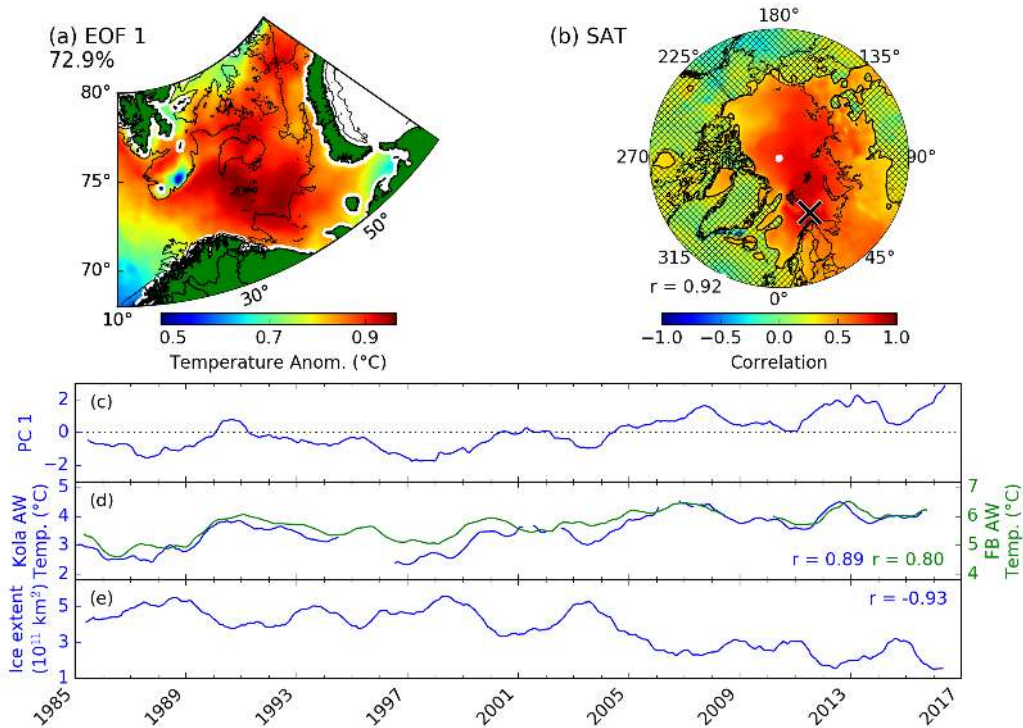 (a) EOF 1
72.9%
80°
75°
70°
10°
30°
50°
0.5
0.7
0.9
Temperature Anom. (°C)
(b) SAT
180°
225°
135°
270
90°
315
45°
0°
r = 0.92
−1.0
−0.5
0.0
0.5
1.0
Correlation
(c)
PC 1
2
0
−2
(d)
Kola AW
Temp. (°C)
5
4
3
2
r = 0.89
r = 0.80
7
6
5
4
FB AW
Temp. (°C)
(e)
Ice extent
(10¹¹ km²)
5
3
1
r = -0.93
1985
1989
1993
1997
2001
2005
2009
2013
2017